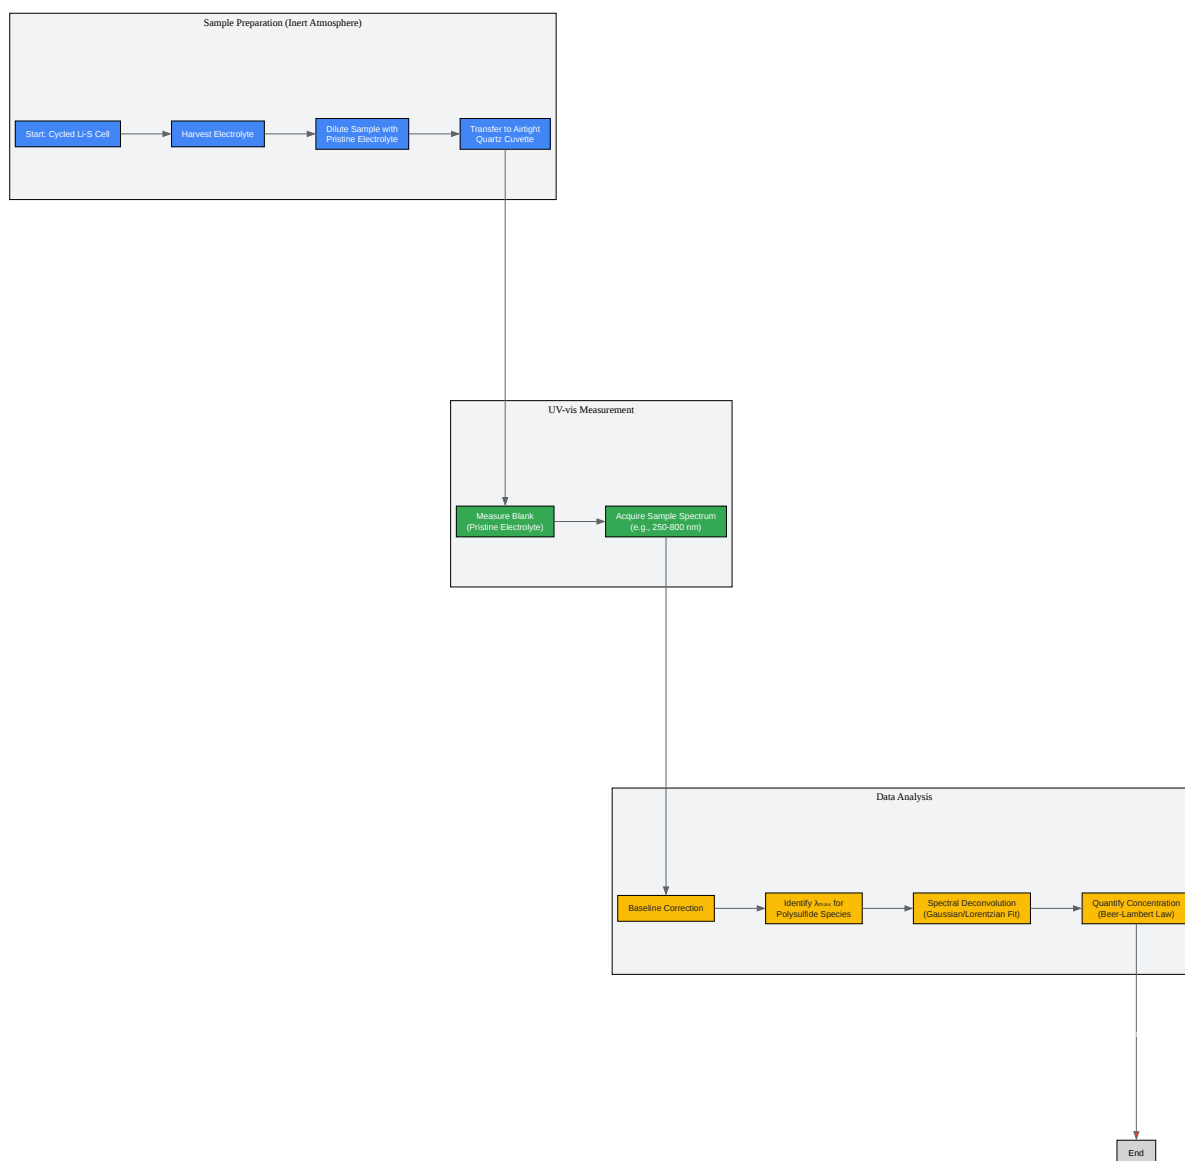 Sample Preparation (Inert Atmosphere)
Start: Cycled Li-S Cell
Harvest Electrolyte
Dilute Sample with
Pristine Electrolyte
Transfer to Airtight
Quartz Cuvette
UV-vis Measurement
Measure Blank
(Pristine Electrolyte)
Acquire Sample Spectrum
(e.g., 250-800 nm)
Data Analysis
Baseline Correction
Identify λₘₐₓ for
Polysulfide Species
Spectral Deconvolution
(Gaussian/Lorentzian Fit)
Quantify Concentration
(Beer-Lambert Law)
End